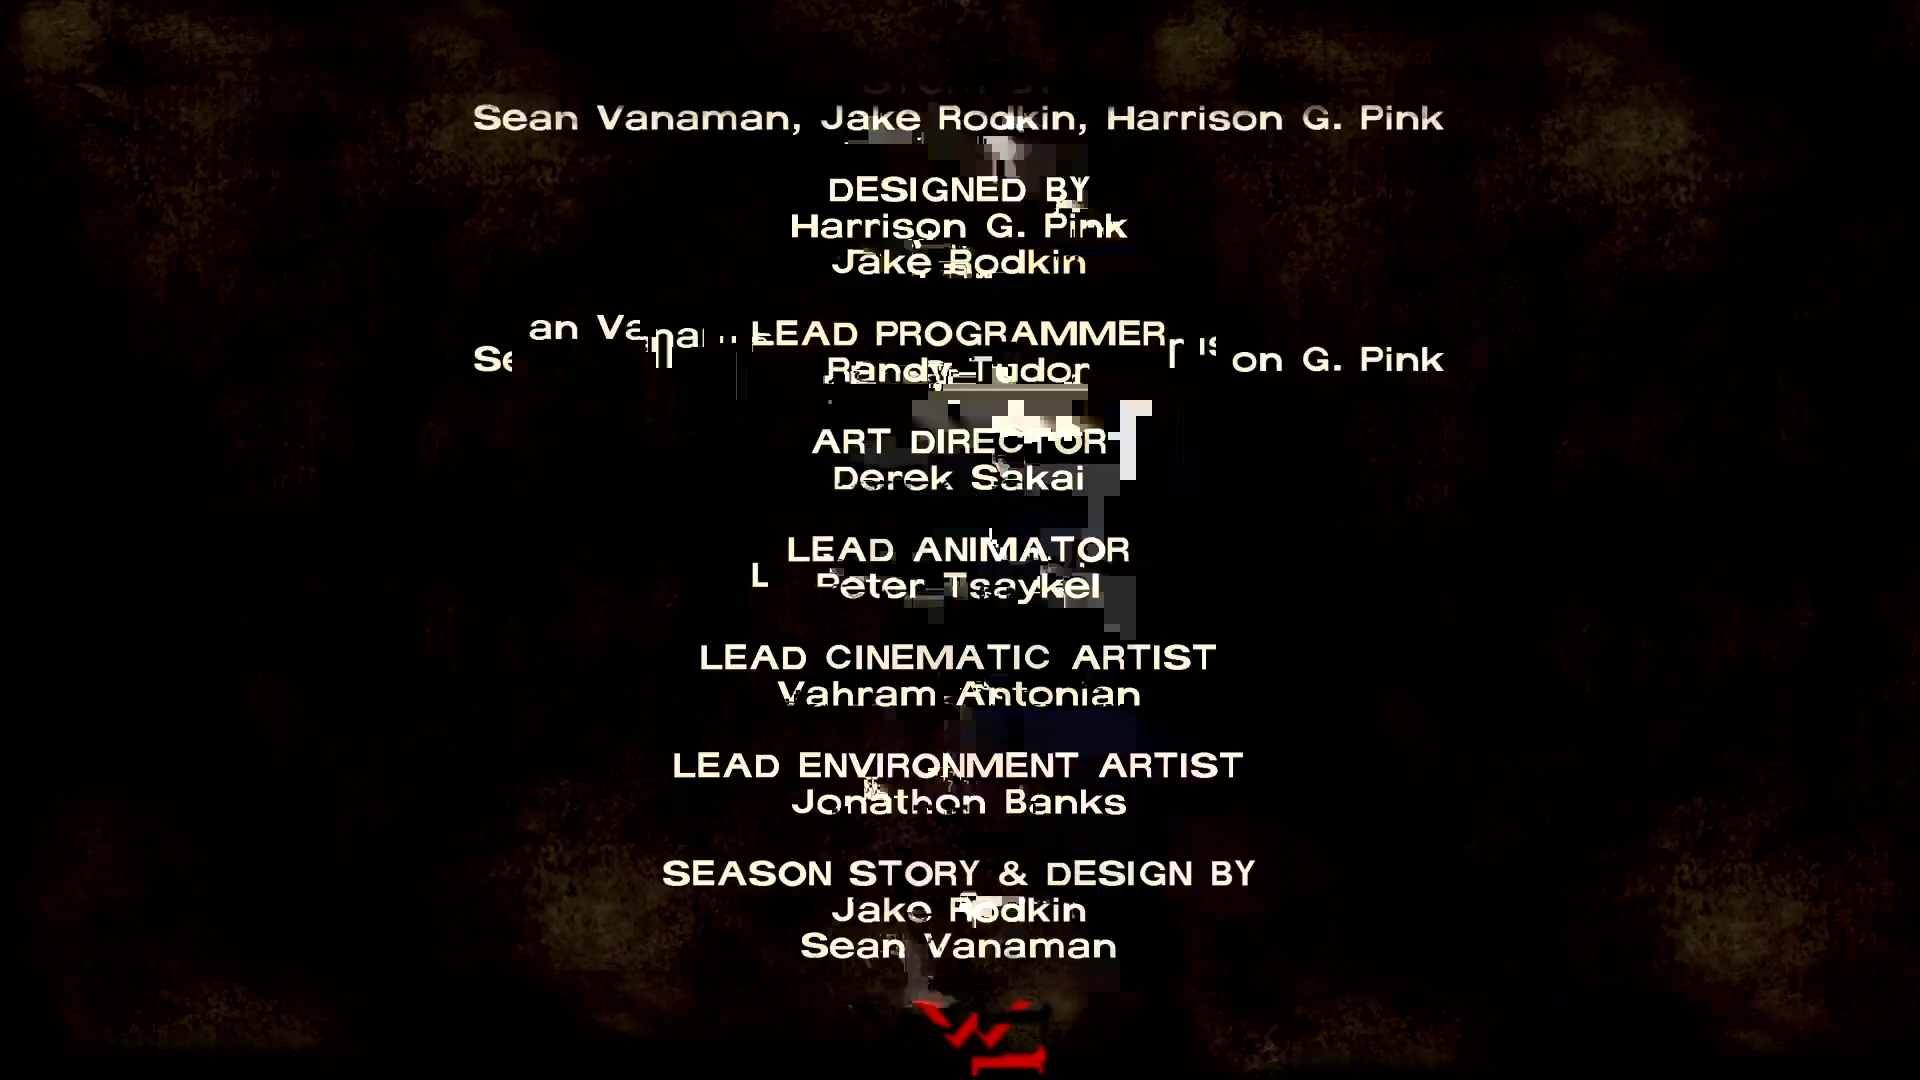 Sean Vanaman, Jake Rodkin, Harrison G. Pink
DESIGNED BY
Harrison G. Pink
Jake Rodkin
LEAD PROGRAMMER
on G. Pink
Randy Tudor
ART DIRECTOR
Derek Sakai
LEAD ANIMATOR
Peter Tsaykel
LEAD CINEMATIC ARTIST
Vahram Antonian
LEAD ENVIRONMENT ARTIST
Jonathon Banks
SEASON STORY & DESIGN BY
Jake Rodkin
Sean Vanaman